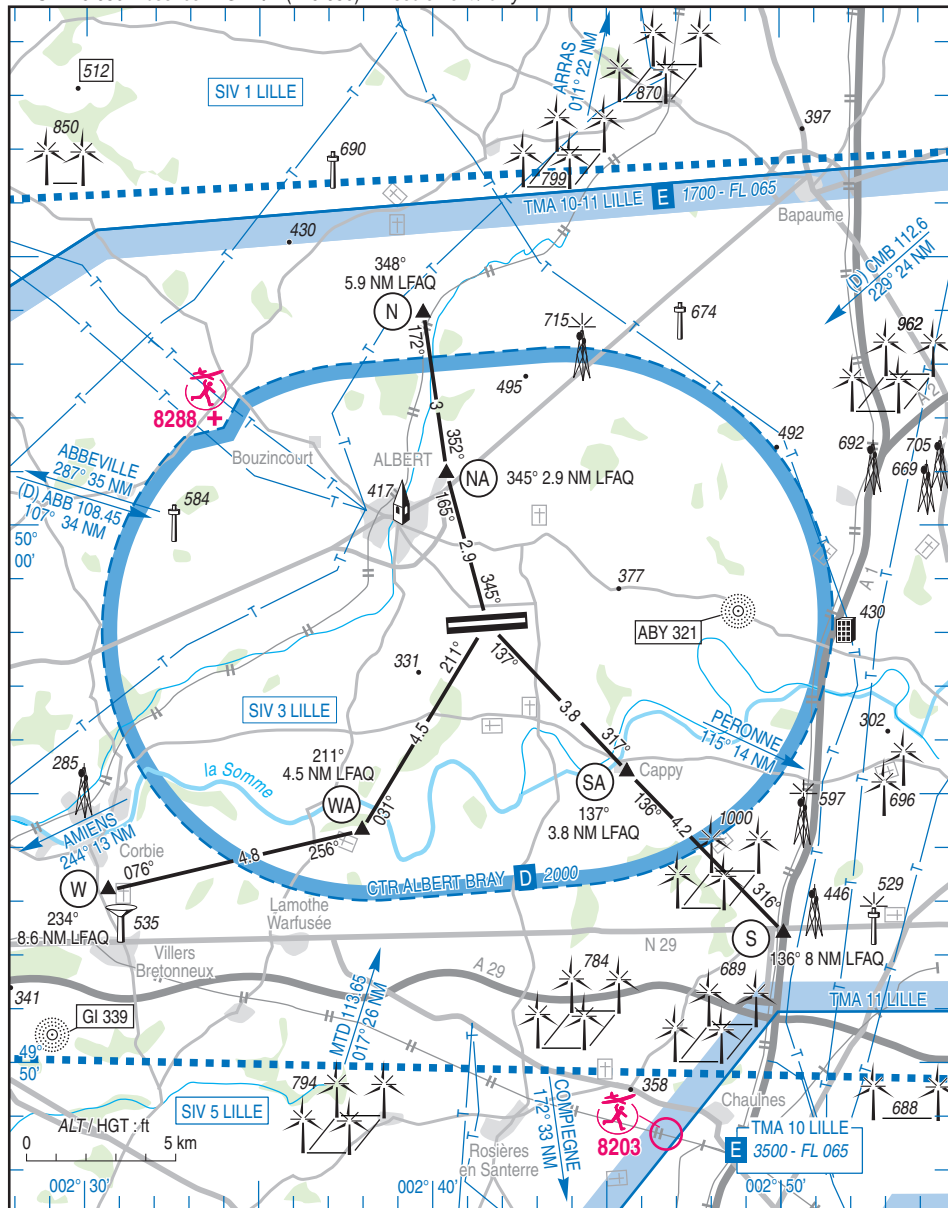 512
SIV 1 LILLE
ARRAS
011° 22 NM
870
397
850
690
799
TMA 10-11 LILLE E 1700 - FL 065
Bapaume
430
348°
5.9 NM LFAQ
N
172°
(D) CMB 112.6
229° 24 NM
715
674
962
495
3
8288 +
352°
Bouzincourt
ALBERT
NA
345° 2.9 NM LFAQ
492
A 2
692
705
669
ABBEVILLE
287° 35 NM
(D) ABB 108.45
107° 34 NM
584
417
165°
2.9
50°
00'
345°
377
A 1
ABY 321
430
211°
137°
331
SIV 3 LILLE
4.5
3.8
317°
PERONNE
115° 14 NM
302
211°
4.5 NM LFAQ
WA
031°
SA
Cappy
137°
3.8 NM LFAQ
136°
4.2
285
la Somme
597
696
1000
AMIENS
244° 13 NM
Corbie
076°
4.8
256°
W
234°
8.6 NM LFAQ
535
CTR ALBERT BRAY D 2000
316°
446
529
Lamothe
Warfusée
S
136° 8 NM LFAQ
N 29
Villers
Bretonneux
A 29
784
689
341
MTD 113.65
017° 26 NM
TMA 11 LILLE
GI 339
49°
50'
794
SIV 5 LILLE
358
Chaulnes
688
COMPIEGNE
172° 33 NM
8203
TMA 10 LILLE
E 3500 - FL 065
ALT / HGT : ft
0 5 km
Rosières
en Santerre
002° 30'
002° 40'
002° 50'